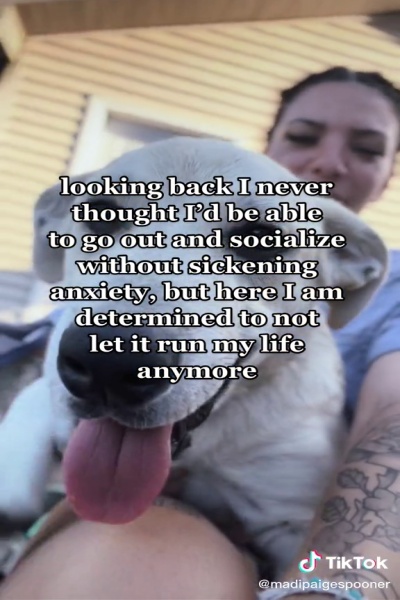 looking back I never
thought I'd be able
to go out and socialize
without sickening
anxiety, but here I am
determined to not
let it run my life
anymore
TikTok
@madipaigespooner